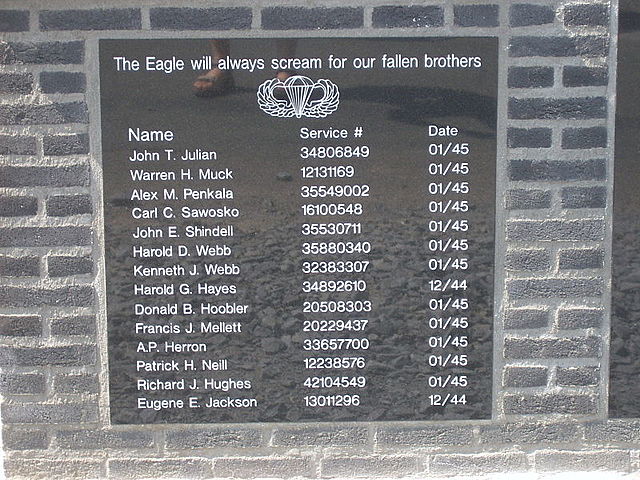 The Eagle will always scream for our fallen brothers
Name Service # Date
John T. Julian 34806849 01/45
Warren H. Muck 12131169 01/45
Alex M. Penkala 35549002 01/45
Carl C. Sawosko 16100548 01/45
John E. Shindell 35530711 01/45
Harold D. Webb 35880340 01/45
Kenneth J. Webb 32383307 01/45
Harold G. Hayes 34892610 12/44
Donald B. Hoobler 20508303 01/45
Francis J. Mellett 20229437 01/45
A.P. Herron 33657700 01/45
Patrick H. Neill 12238576 01/45
Richard J. Hughes 42104549 01/45
Eugene E. Jackson 13011296 12/44